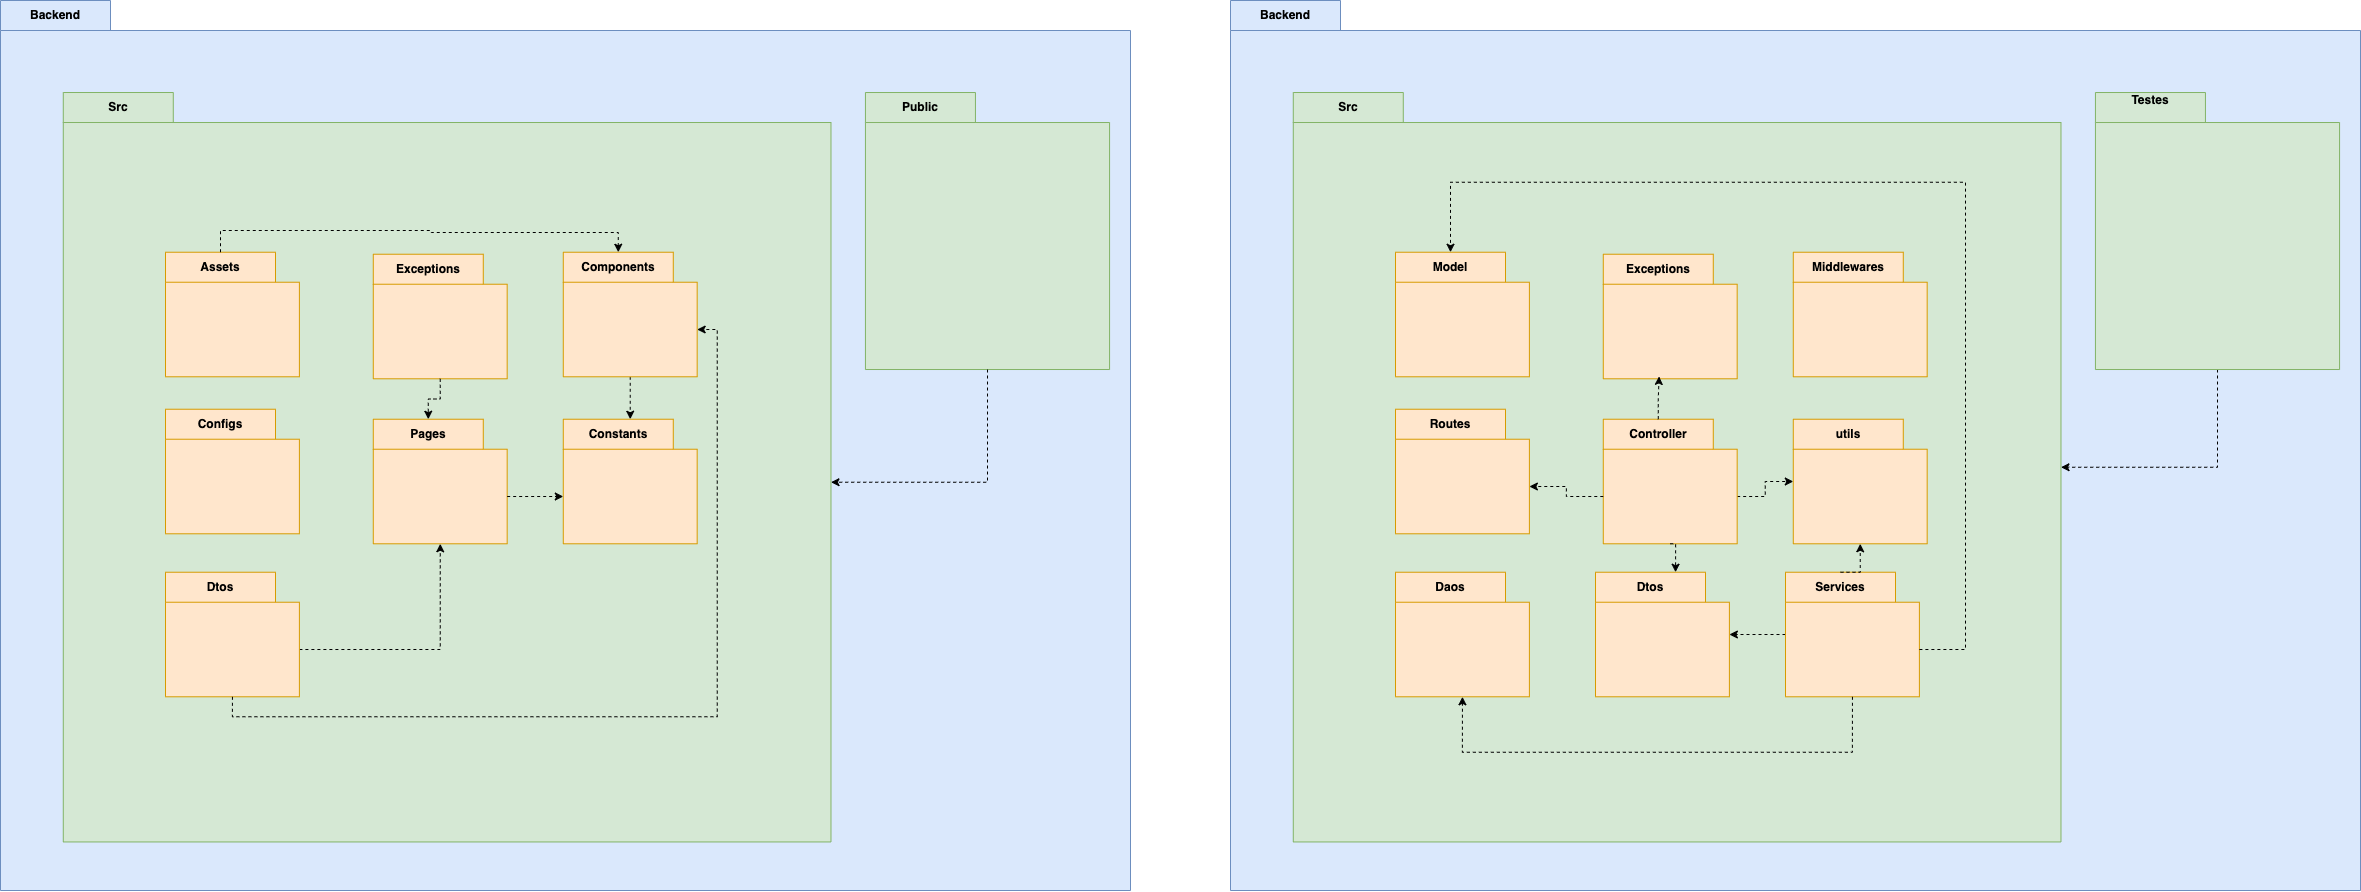 Backend
Src
Public
Assets
Exceptions
Components
Configs
Pages
Constants
Dtos
Backend
Src
Testes
Model
Exceptions
Middlewares
Routes
Controller
utils
Daos
Dtos
Services